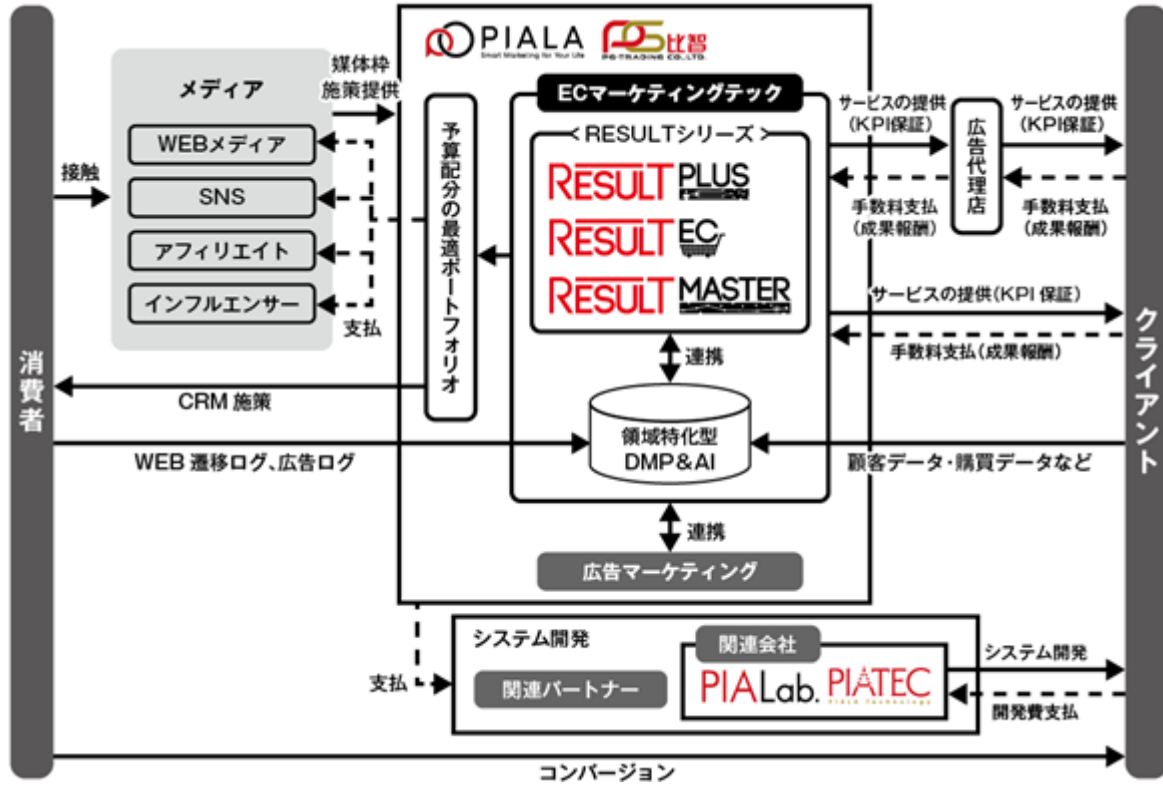 消費者
接触
メディア
WEBメディア
SNS
アフィリエイト
インフルエンサー
支払
媒体枠
施策提供
PIALA
Smart Marketing for Your Life
PG比智
PG-TRADING CO.,LTD.
予算配分の最適ポートフォリオ
ECマーケティングテック
RESULTシリーズ
RESULT PLUS
RESULT EC
RESULT MASTER
連携
領域特化型
DMP&AI
連携
広告マーケティング
サービスの提供
(KPI保証)
手数料支払
(成果報酬)
広告代理店
サービスの提供
(KPI保証)
手数料支払
(成果報酬)
サービスの提供(KPI 保証)
手数料支払(成果報酬)
クライアント
CRM 施策
WEB 遷移ログ、広告ログ
顧客データ・購買データなど
支払
システム開発
関連パートナー
関連会社
PIALab.
PIATEC
PIALA Technology
システム開発
開発費支払
コンバージョン